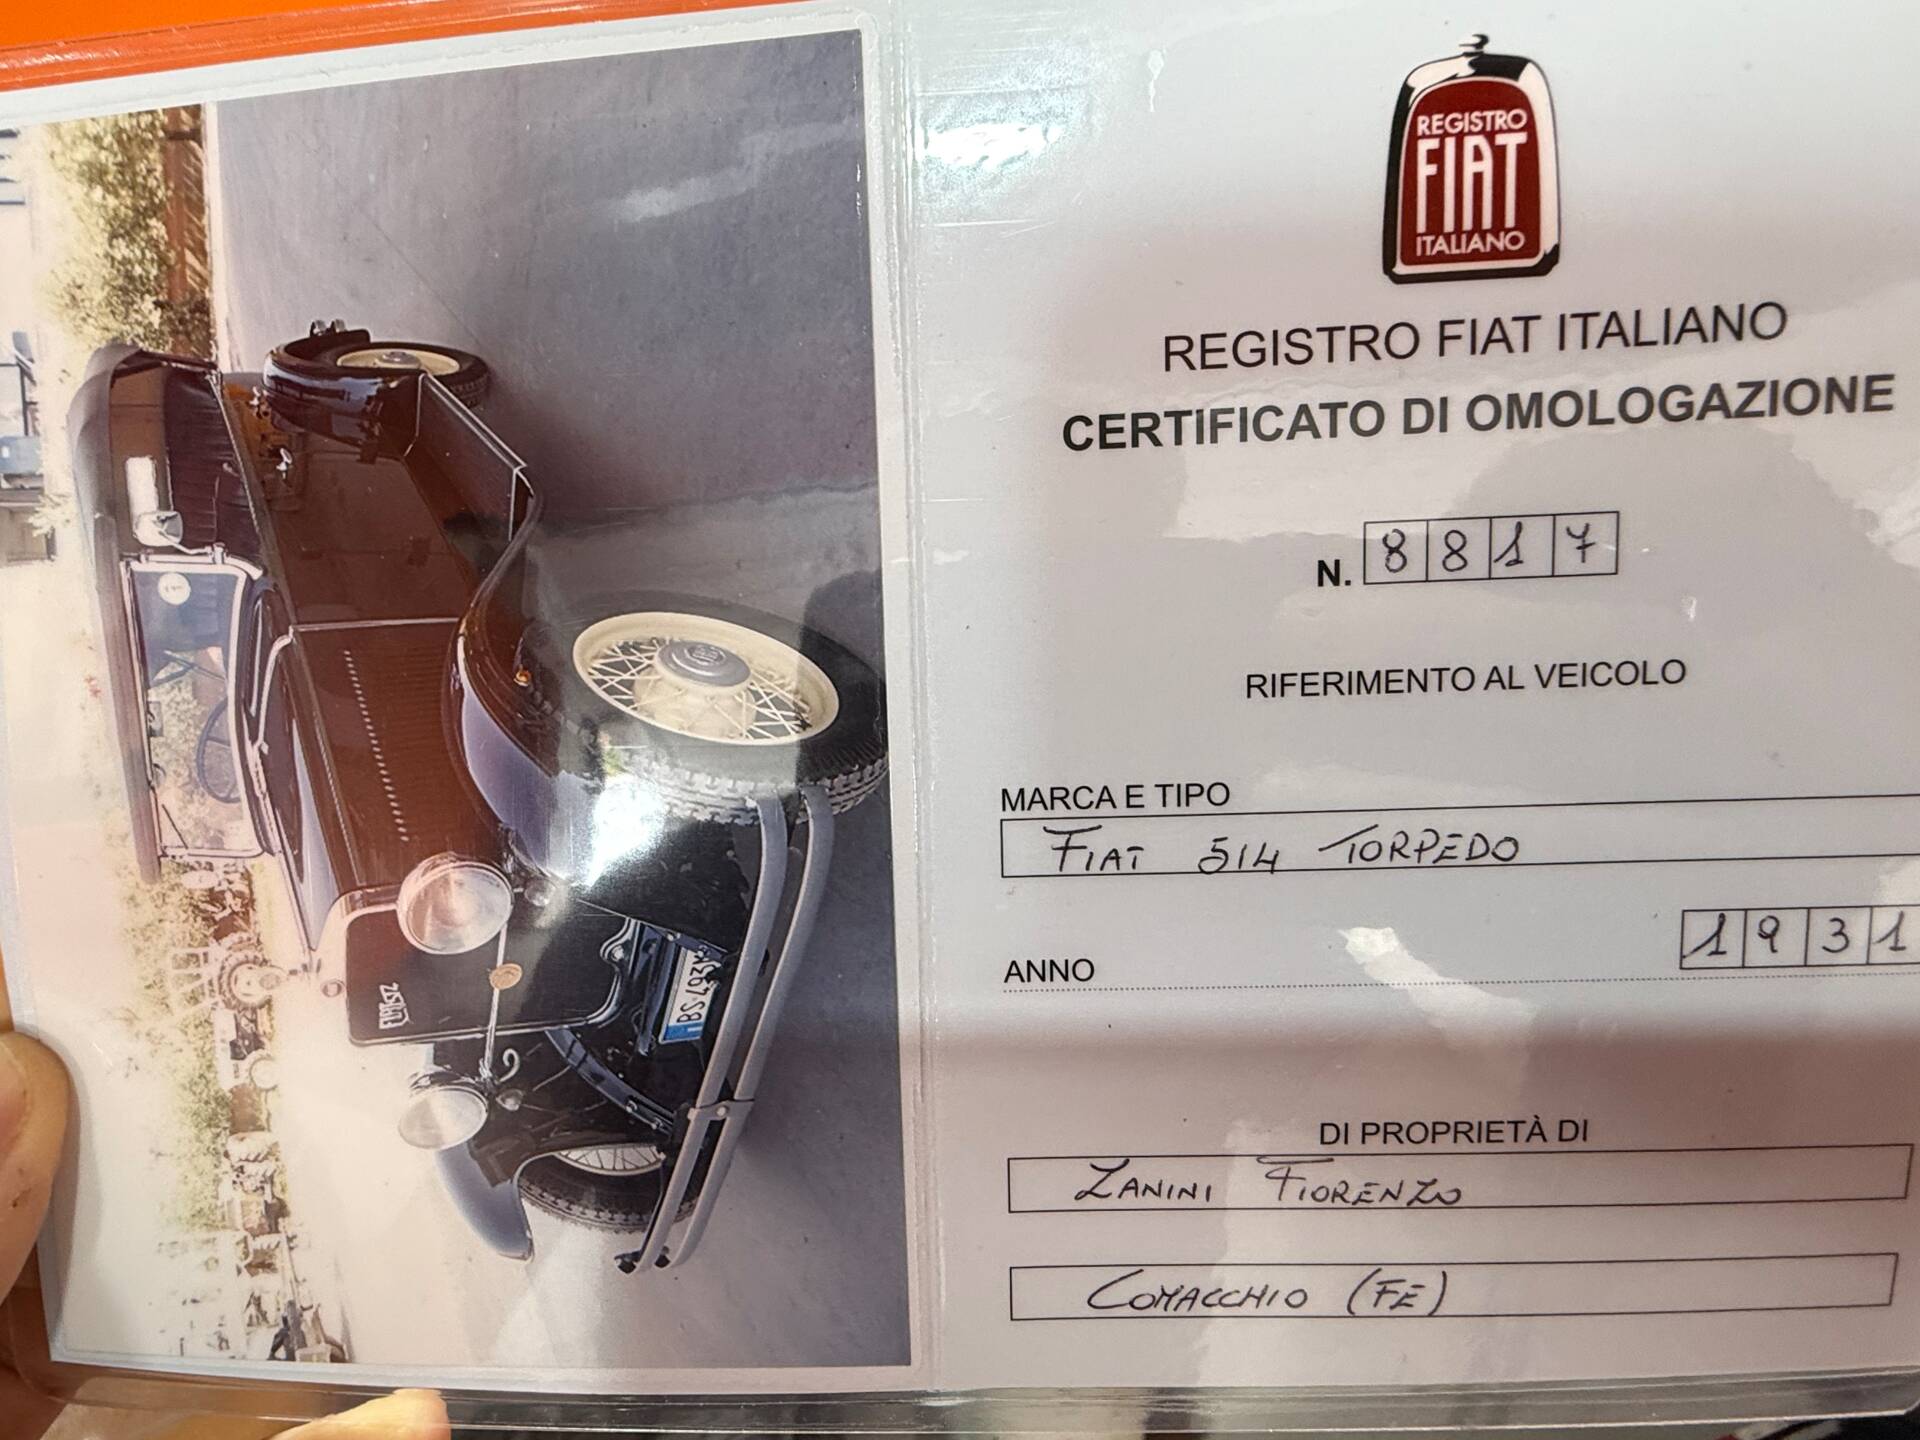 REGISTRO
FIAT
ITALIANO
REGISTRO FIAT ITALIANO
CERTIFICATO DI OMOLOGAZIONE
N. 8817
RIFERIMENTO AL VEICOLO
MARCA E TIPO
FIAT 514 TORPEDO
ANNO 1931
DI PROPRIETÀ DI
ZANINI FIORENZO
COMACCHIO (FE)